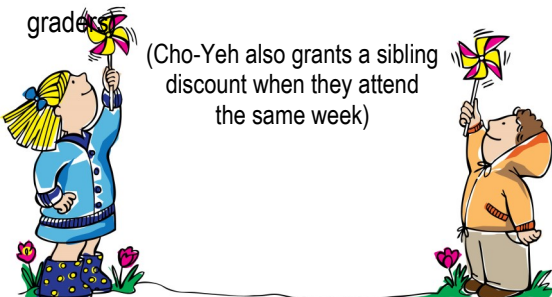 graders)
(Cho-Yeh also grants a sibling
discount when they attend
the same week)